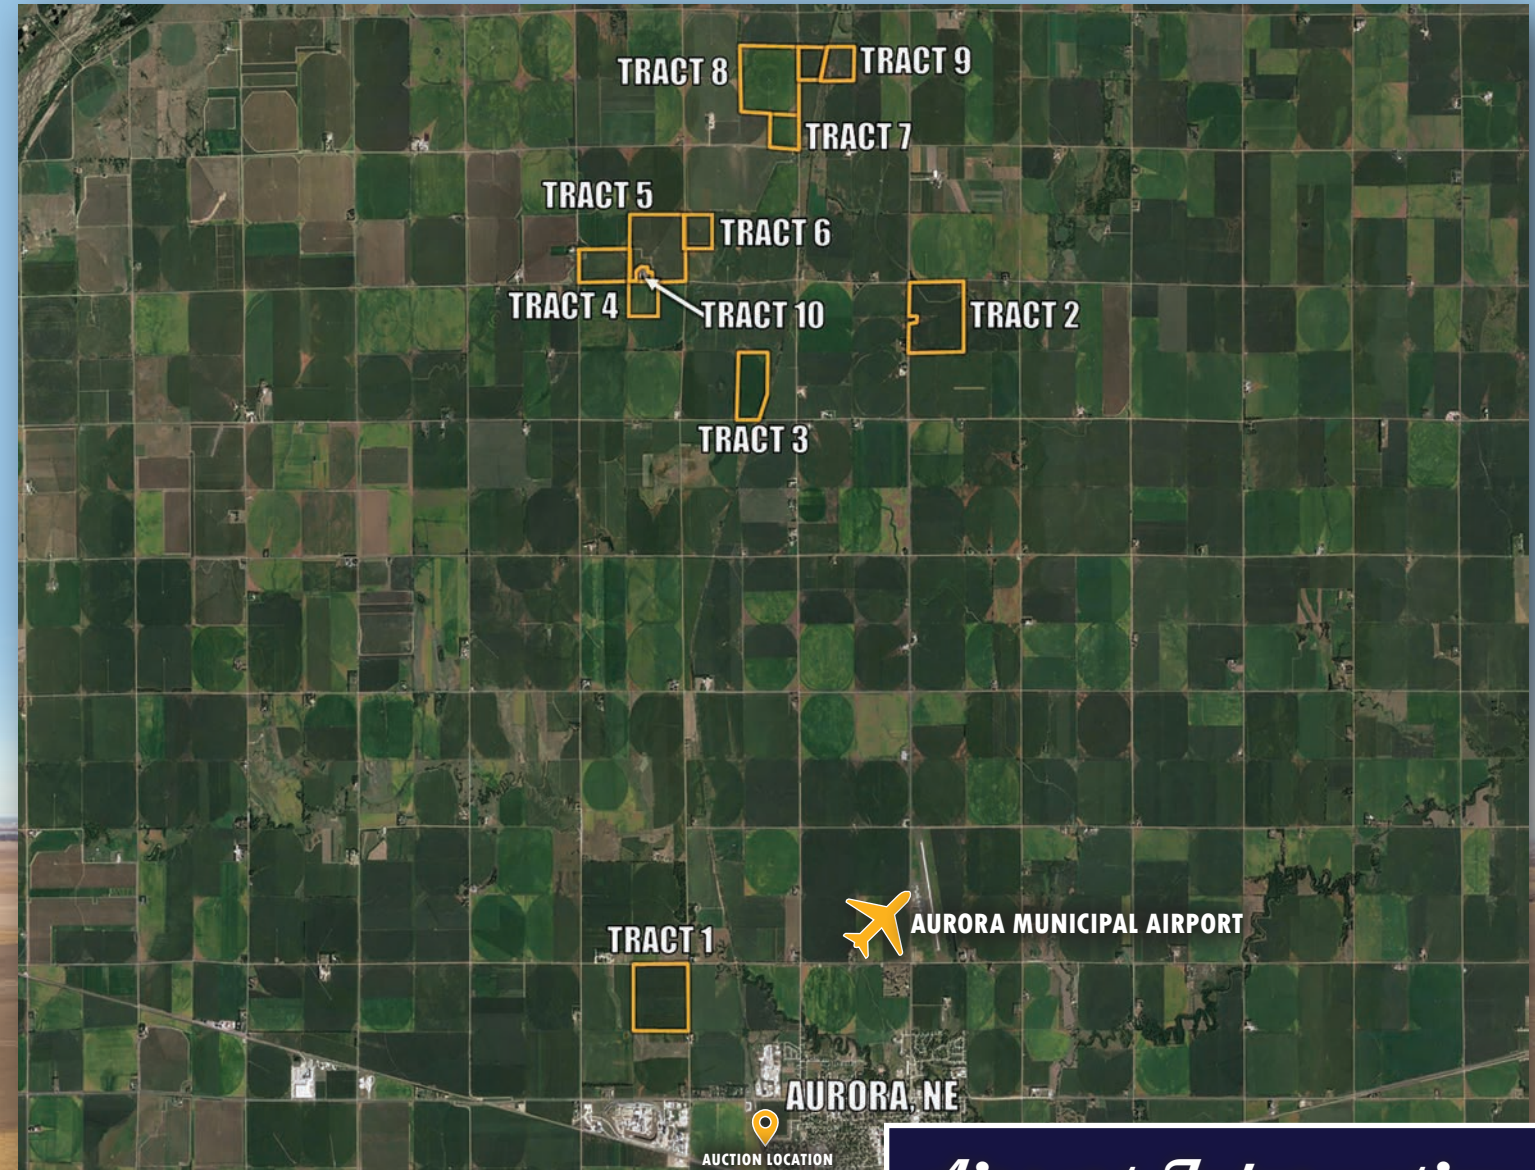 TRACT 8
TRACT 9
TRACT 7
TRACT 5
TRACT 6
TRACT 4
TRACT 10
TRACT 2
TRACT 3
AURORA MUNICIPAL AIRPORT
TRACT 1
AURORA, NE
AUCTION LOCATION